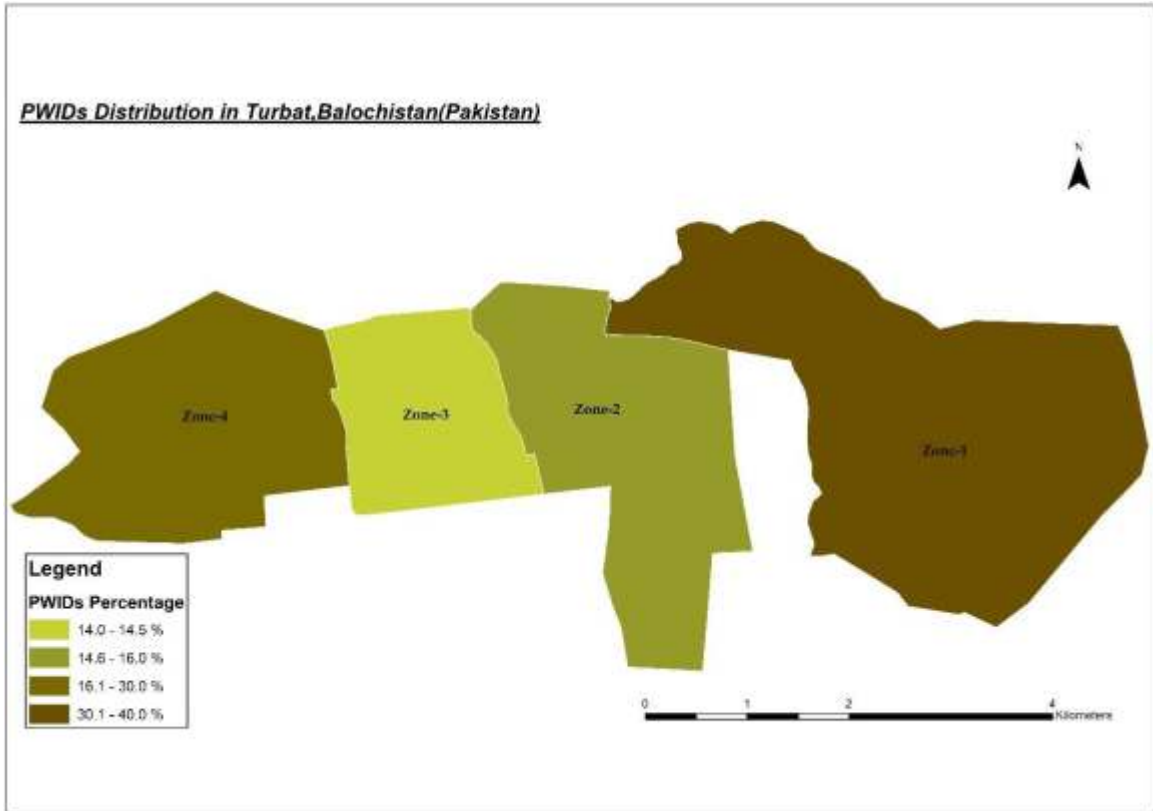 PWIDs Distribution in Turbat,Balochistan(Pakistan)
N
Zone-4
Zone-3
Zone-2
Zone-1
Legend
PWIDs Percentage
14.0 - 14.5 %
14.6 - 16.0 %
16.1 - 30.0 %
30.1 - 40.0 %
0 1 2 4
Kilometers